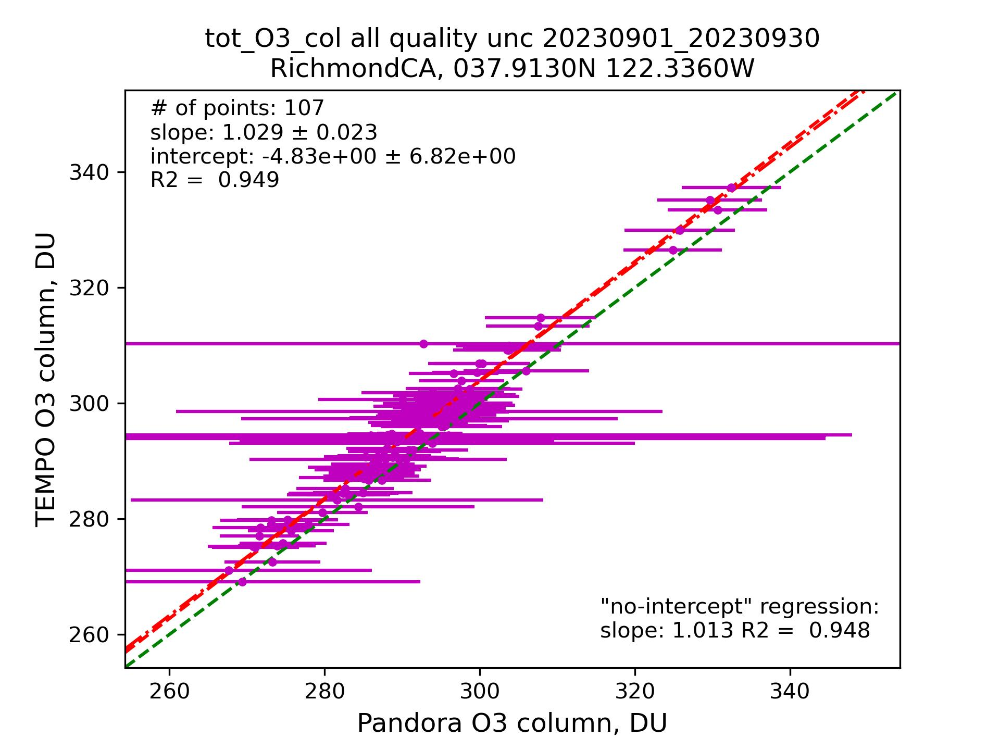 tot_O3_col all quality unc 20230901_20230930
RichmondCA, 037.9130N 122.3360W
# of points: 107
slope: 1.029 ± 0.023
intercept: -4.83e+00 ± 6.82e+00
R2 =  0.949
340
320
300
280
260
TEMPO O3 column, DU
"no-intercept" regression:
slope: 1.013 R2 =  0.948
260 280 300 320 340
Pandora O3 column, DU